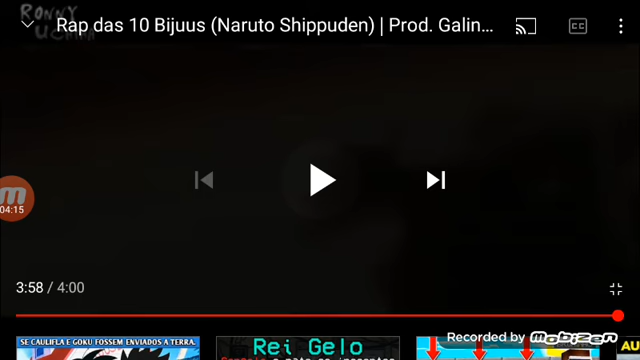 RONNY
UCHIHA
Rap das 10 Bijuus (Naruto Shippuden) | Prod. Galin...
CC
04:15
3:58 / 4:00
SE CAULIFLA E GOKU FOSSEM ENVIADOS A TERRA.
Rei Gelo
AU
Recorded by Mobizen